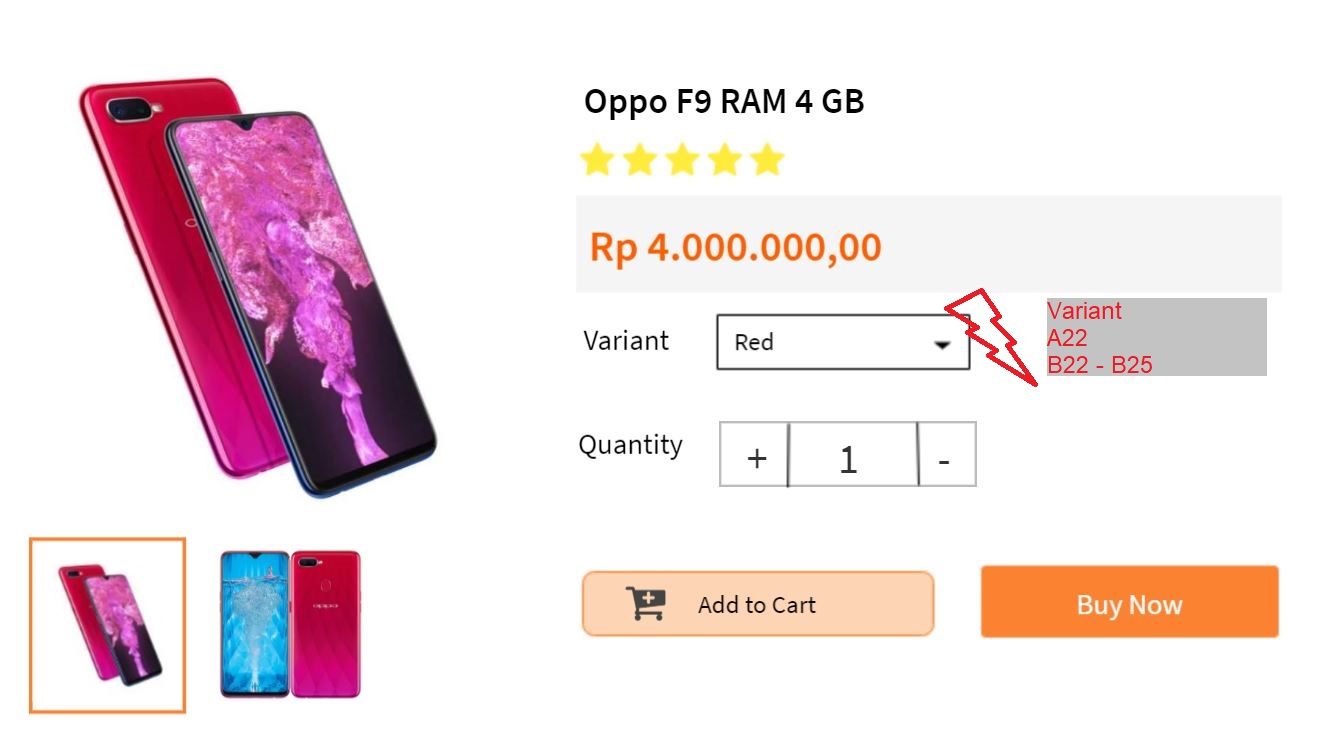 Oppo F9 RAM 4 GB
Rp 4.000.000,00
Variant
Red
Variant
A22
B22 - B25
Quantity
+ 1 -
Add to Cart
Buy Now
oppo